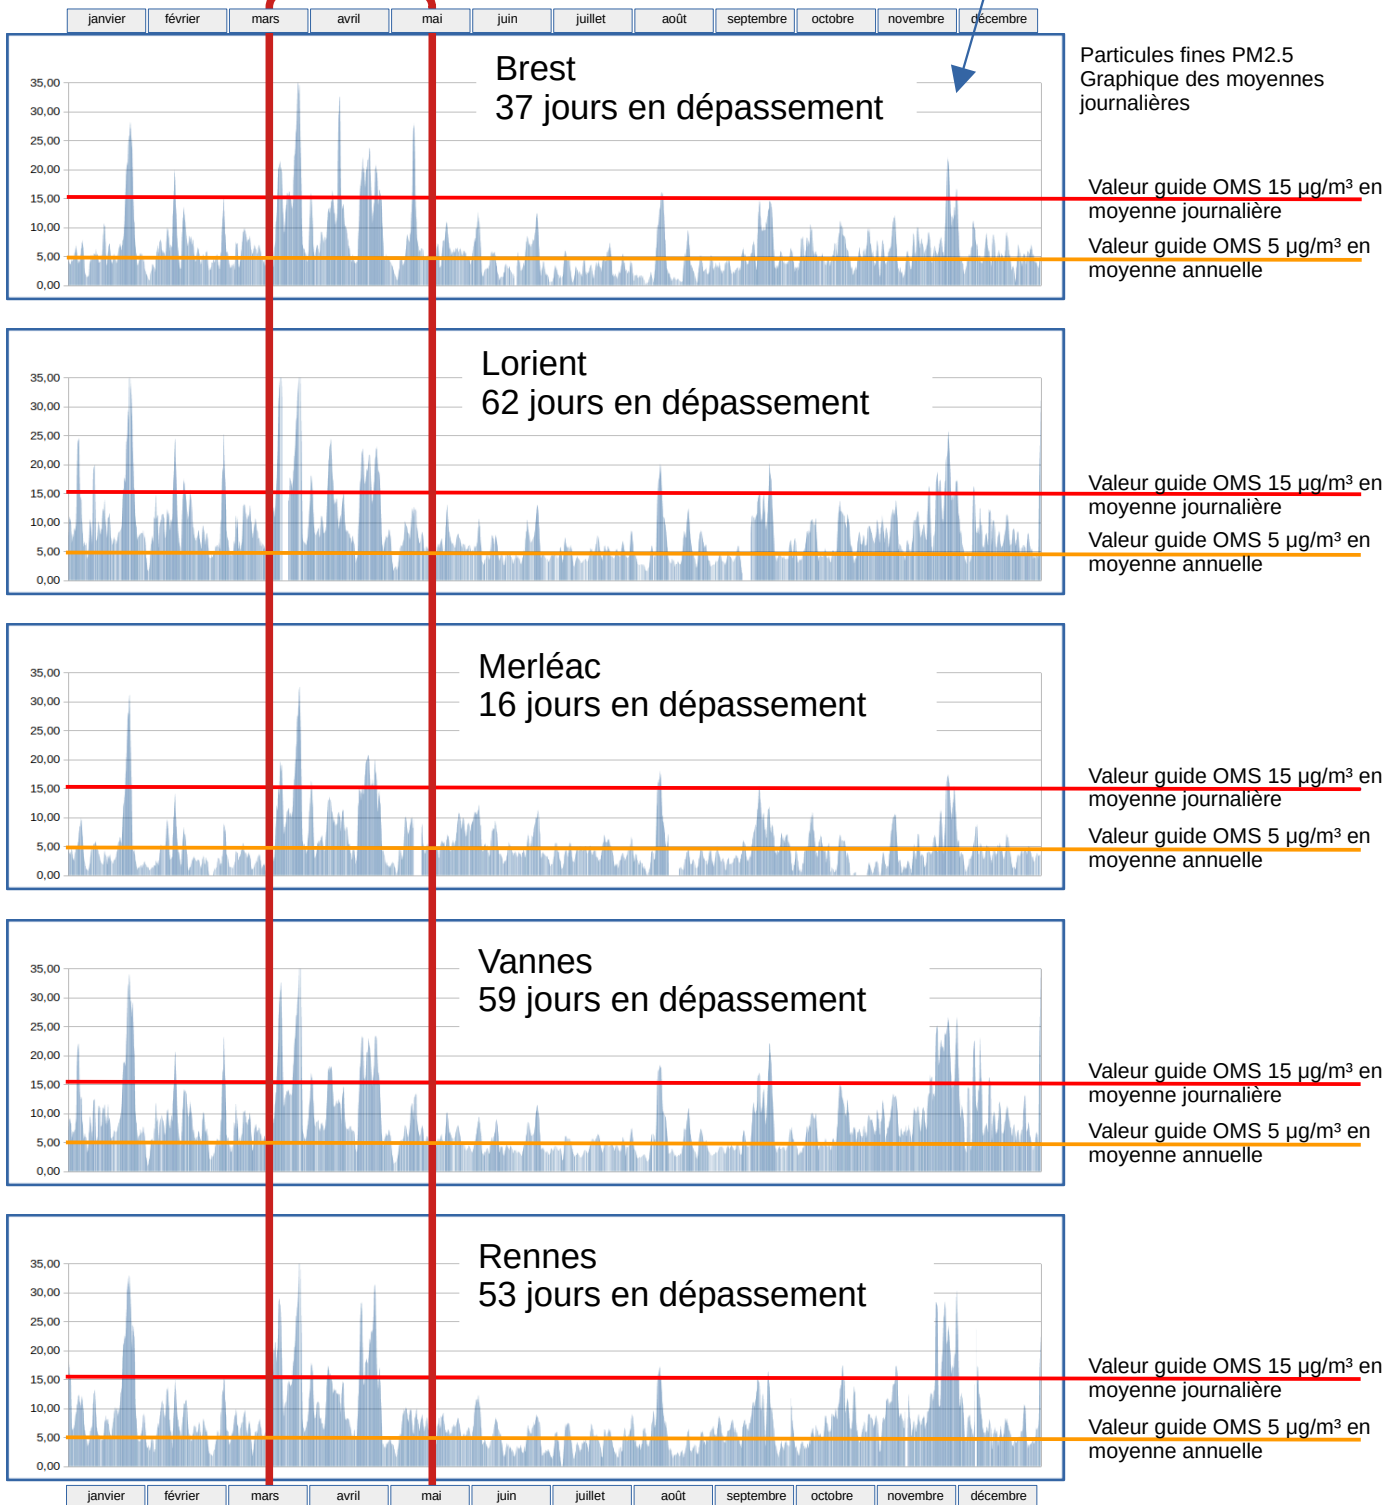 janvier février mars avril mai juin juillet août septembre octobre novembre décembre
Brest
37 jours en dépassement
Particules fines PM2.5
Graphique des moyennes
journalières
35,00
30,00
25,00
20,00
15,00
10,00
5,00
0,00
Valeur guide OMS 15 µg/m³ en
moyenne journalière
Valeur guide OMS 5 µg/m³ en
moyenne annuelle
Lorient
62 jours en dépassement
35,00
30,00
25,00
20,00
15,00
10,00
5,00
0,00
Valeur guide OMS 15 µg/m³ en
moyenne journalière
Valeur guide OMS 5 µg/m³ en
moyenne annuelle
Merléac
16 jours en dépassement
35,00
30,00
25,00
20,00
15,00
10,00
5,00
0,00
Valeur guide OMS 15 µg/m³ en
moyenne journalière
Valeur guide OMS 5 µg/m³ en
moyenne annuelle
Vannes
59 jours en dépassement
35,00
30,00
25,00
20,00
15,00
10,00
5,00
0,00
Valeur guide OMS 15 µg/m³ en
moyenne journalière
Valeur guide OMS 5 µg/m³ en
moyenne annuelle
Rennes
53 jours en dépassement
35,00
30,00
25,00
20,00
15,00
10,00
5,00
0,00
Valeur guide OMS 15 µg/m³ en
moyenne journalière
Valeur guide OMS 5 µg/m³ en
moyenne annuelle
janvier février mars avril mai juin juillet août septembre octobre novembre décembre